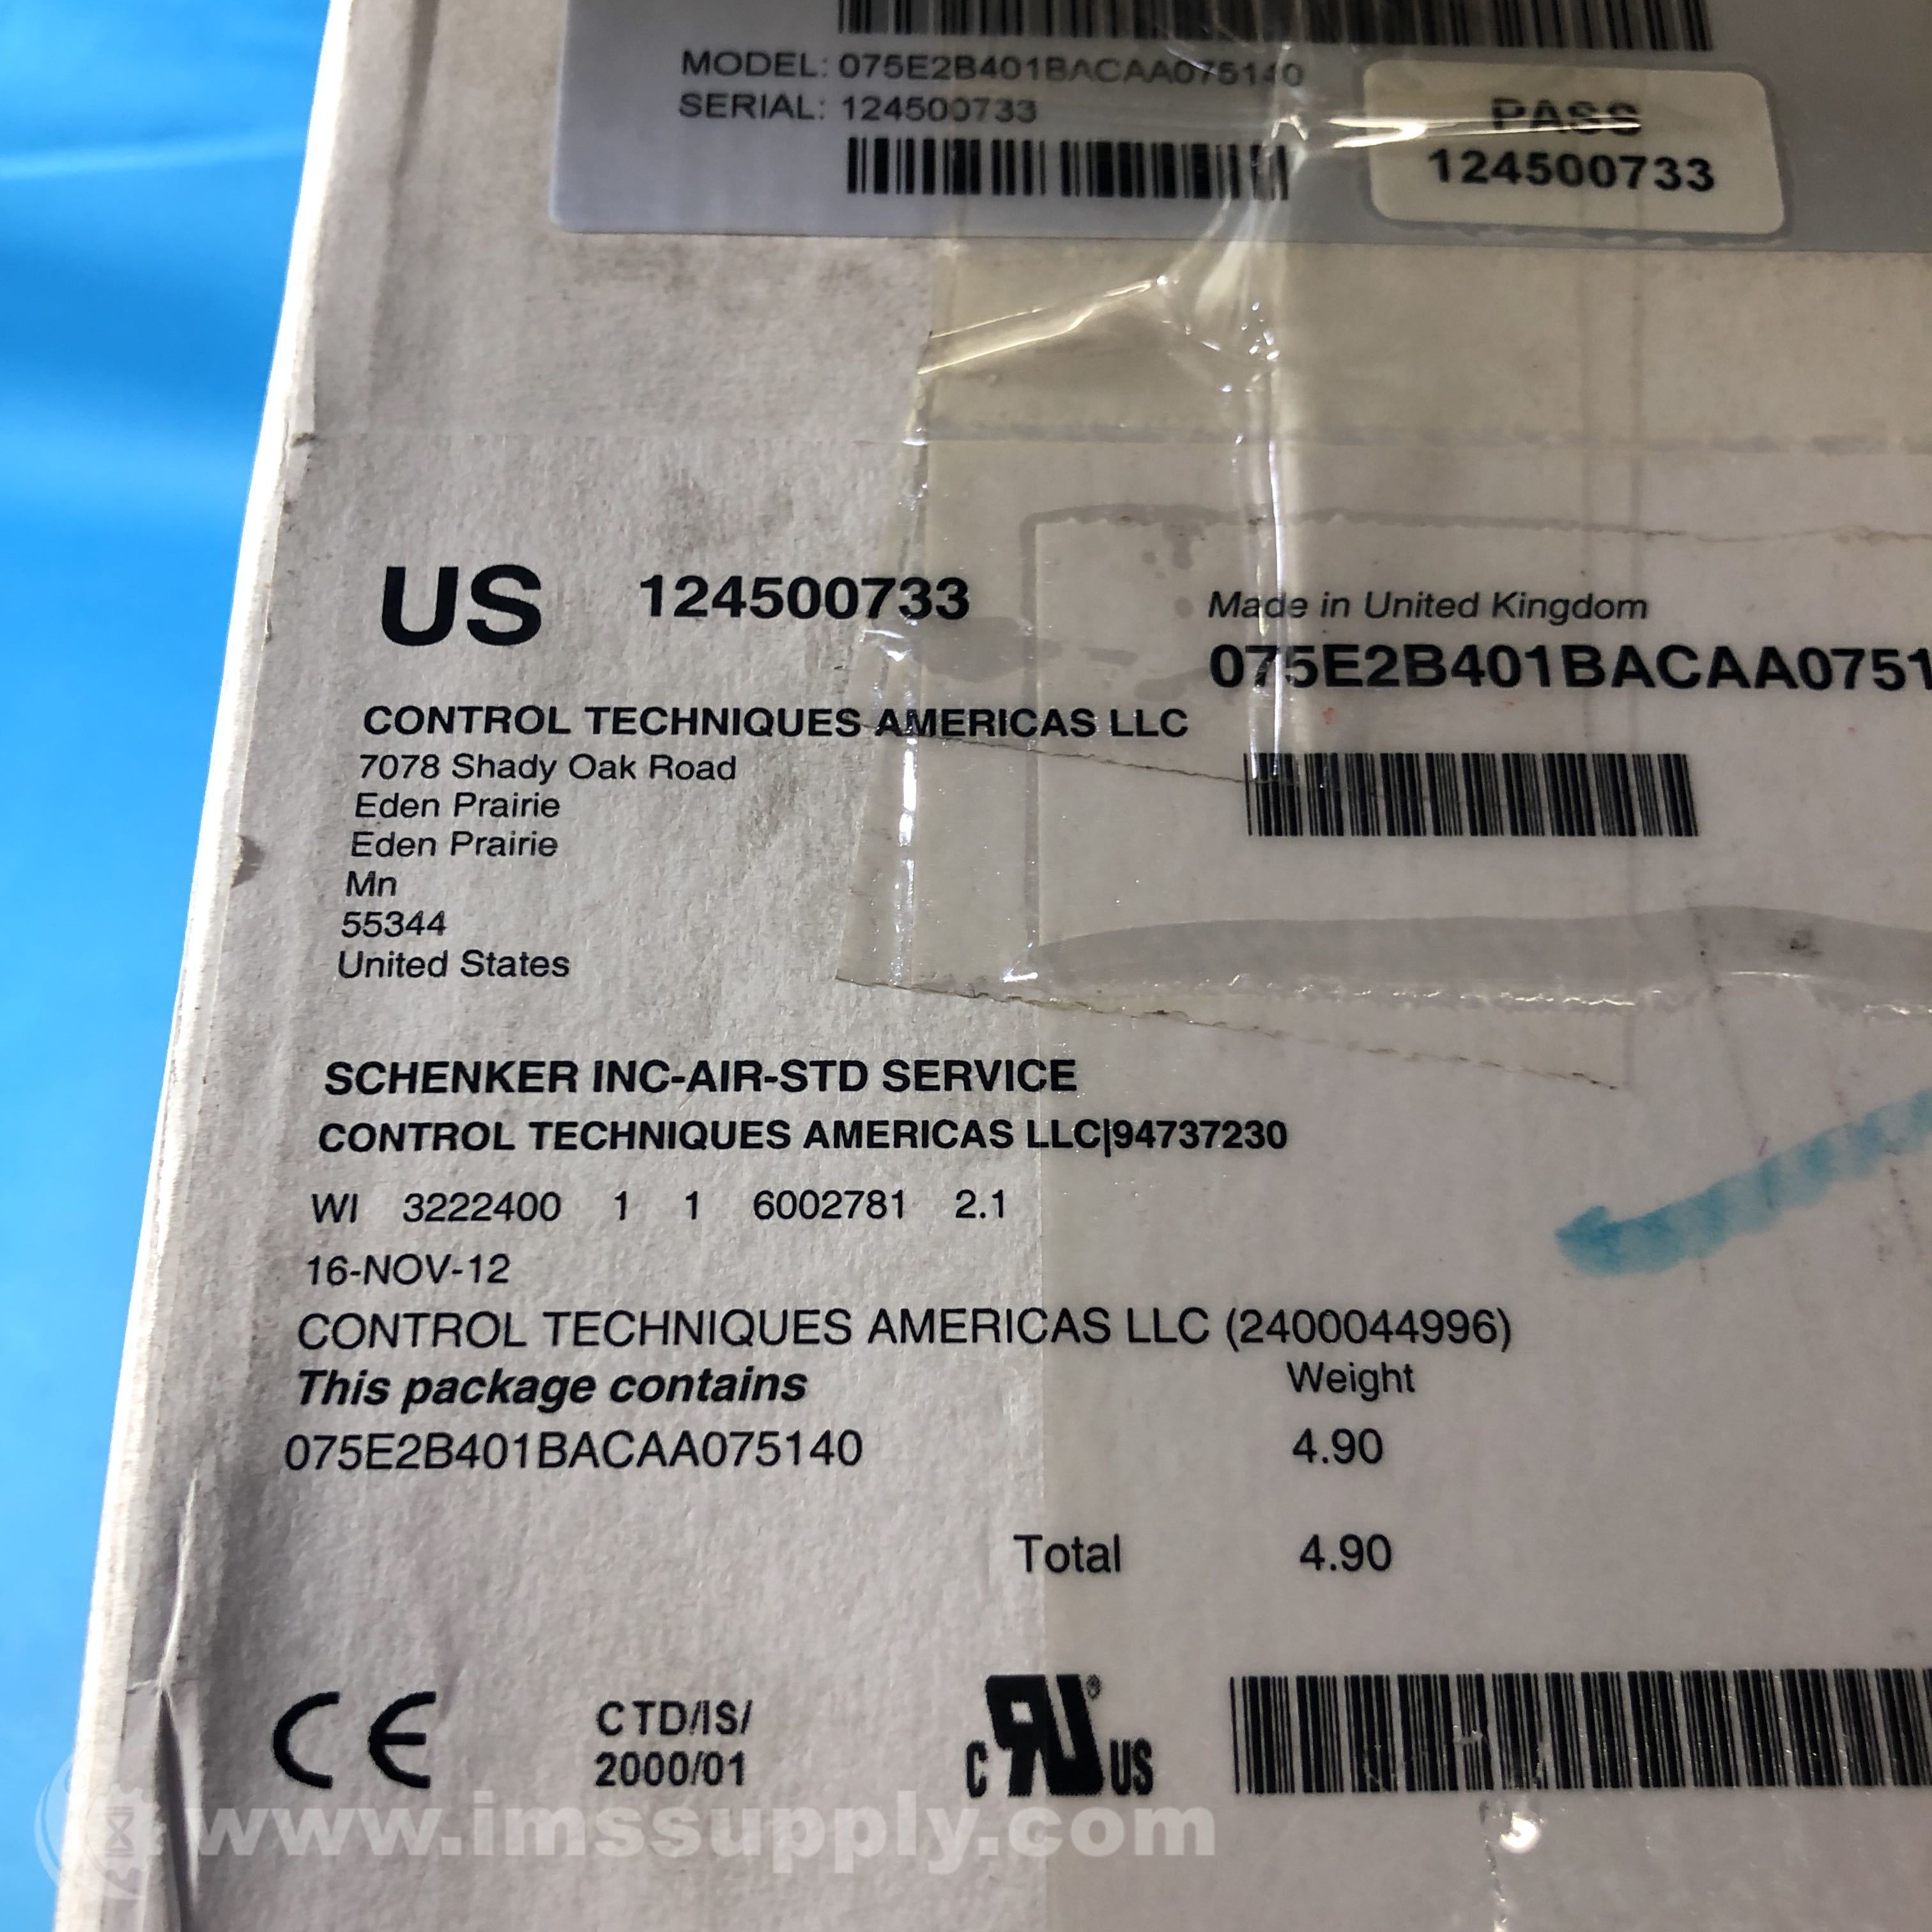 MODEL: 075E2B401BACAA075140
SERIAL: 124500733
PASS
124500733
US 124500733
Made in United Kingdom
075E2B401BACAA0751
CONTROL TECHNIQUES AMERICAS LLC
7078 Shady Oak Road
Eden Prairie
Eden Prairie
Mn
55344
United States
SCHENKER INC-AIR-STD SERVICE
CONTROL TECHNIQUES AMERICAS LLC|94737230
WI 3222400 1 1 6002781 2.1
16-NOV-12
CONTROL TECHNIQUES AMERICAS LLC (2400044996)
This package contains Weight
075E2B401BACAA075140 4.90
Total 4.90
CE
CTD/IS/
2000/01
c RU ® US
www.imssupply.com